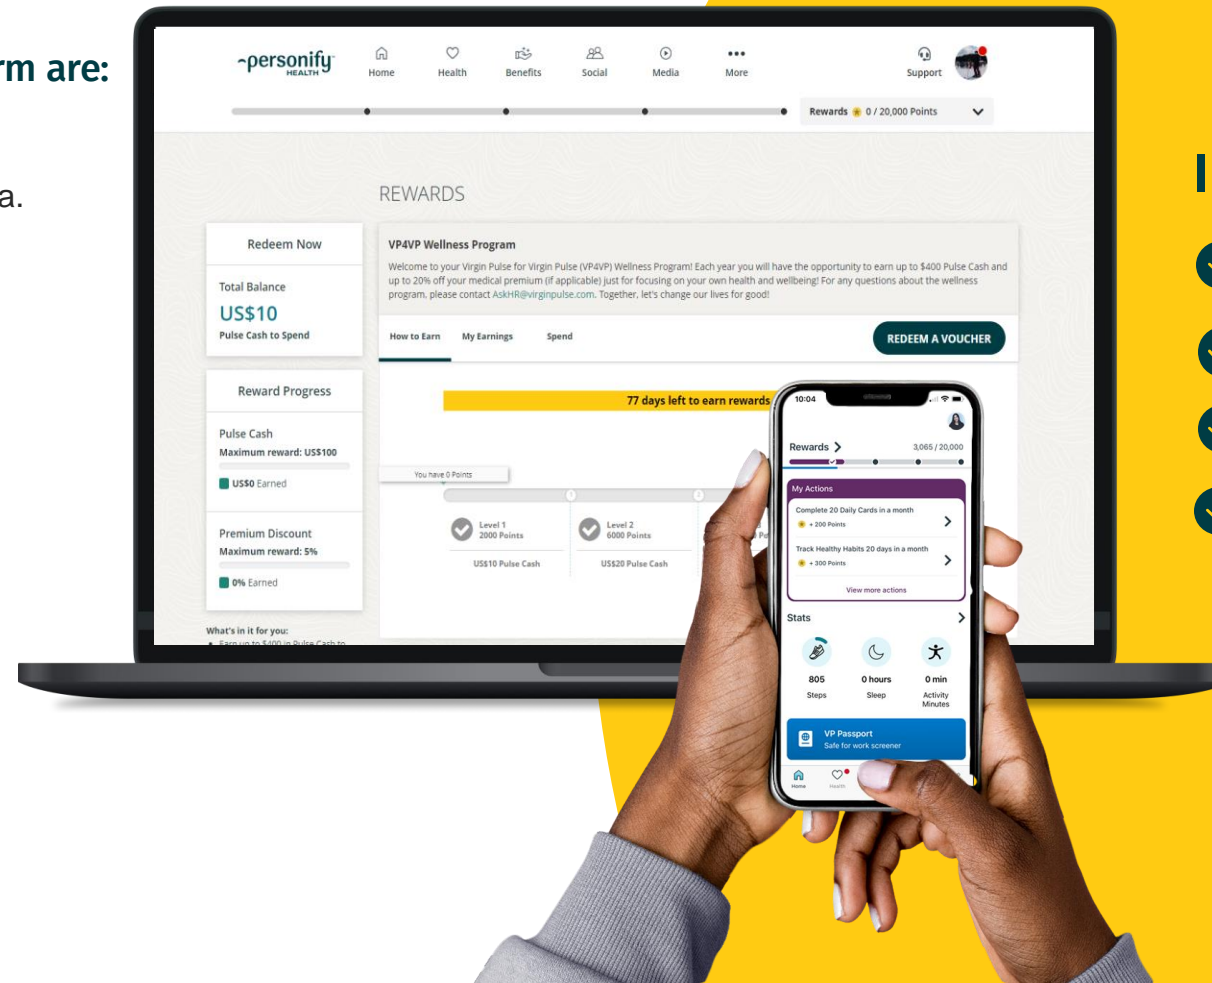 rm are:
a.
personify
HEALTH
Home
Health
Benefits
Social
Media
More
Support
Rewards 0 / 20,000 Points
REWARDS
Redeem Now
Total Balance
US$10
Pulse Cash to Spend
VP4VP Wellness Program
Welcome to your Virgin Pulse for Virgin Pulse (VP4VP) Wellness Program! Each year you will have the opportunity to earn up to $400 Pulse Cash and
up to 20% off your medical premium (if applicable) just for focusing on your own health and wellbeing! For any questions about the wellness
program, please contact AskHR@virginpulse.com. Together, let's change our lives for good!
How to Earn
My Earnings
Spend
REDEEM A VOUCHER
Reward Progress
Pulse Cash
Maximum reward: US$100
US$0 Earned
Premium Discount
Maximum reward: 5%
0% Earned
What's in it for you:
Earn up to $400 in Pulse Cash to
77 days left to earn rewards
You have 0 Points
Level 1
2000 Points
US$10 Pulse Cash
Level 2
6000 Points
US$20 Pulse Cash
10:04
Rewards
3,065 / 20,000
My Actions
Complete 20 Daily Cards in a month
+ 200 Points
Track Healthy Habits 20 days in a month
+ 300 Points
View more actions
Stats
805
Steps
0 hours
Sleep
0 min
Activity
Minutes
VP Passport
Safe for work screener
Home
Health